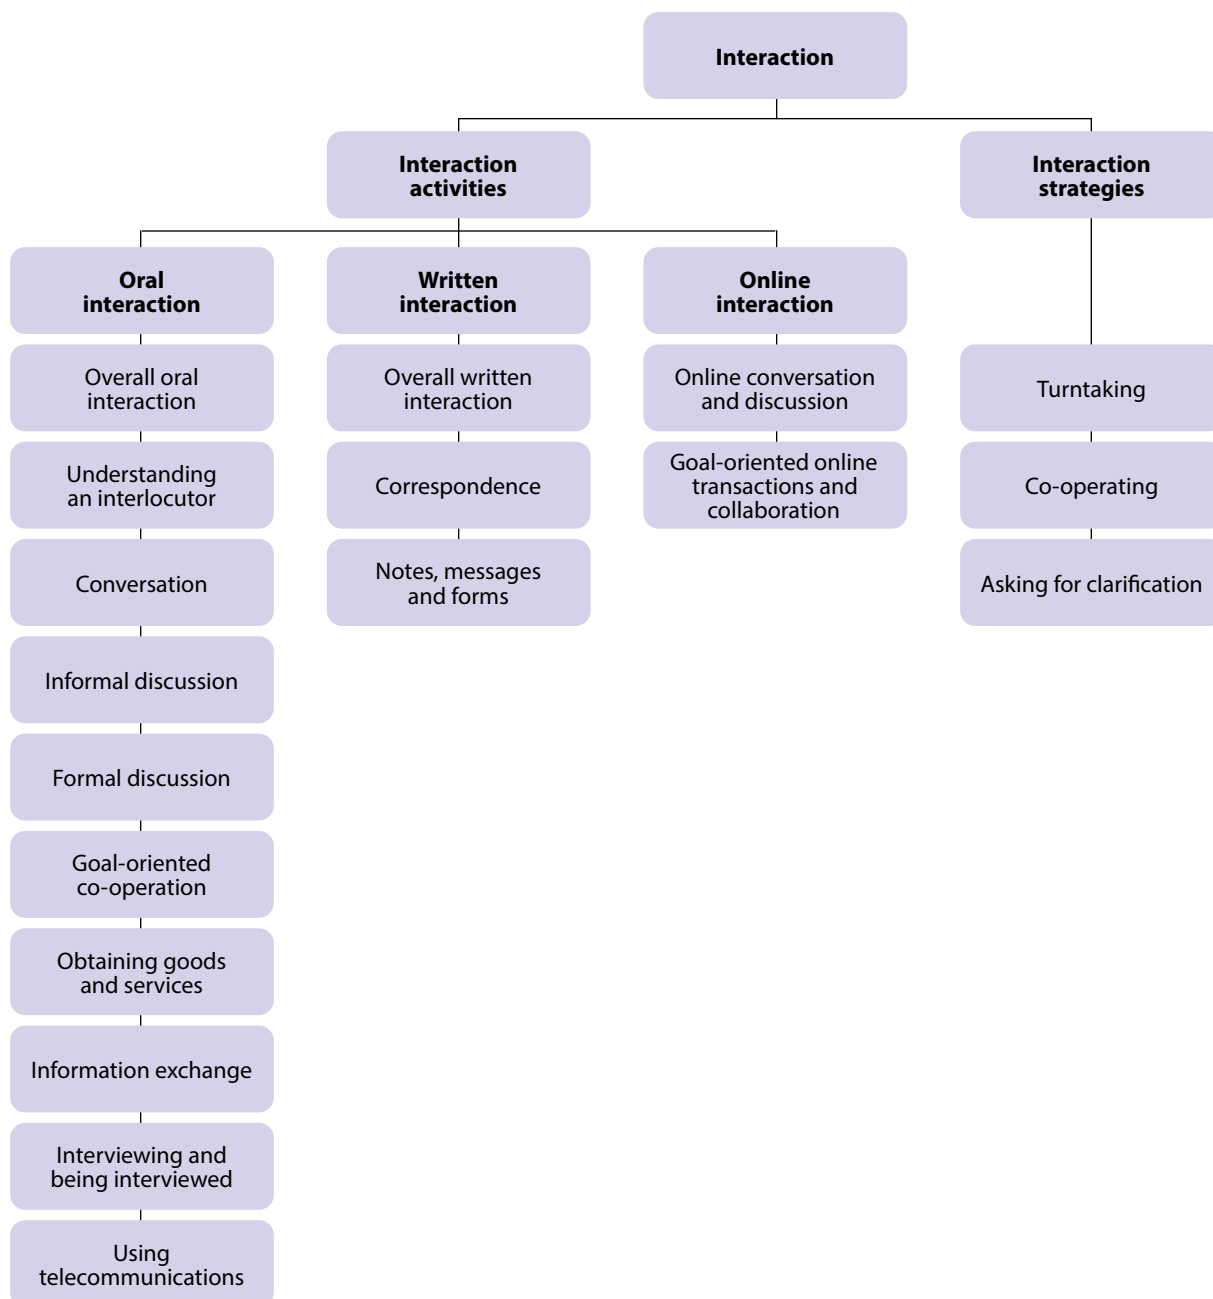 Interaction
Interaction
activities
Interaction
strategies
Oral
interaction
Written
interaction
Online
interaction
Overall oral
interaction
Understanding
an interlocutor
Conversation
Informal discussion
Formal discussion
Goal-oriented
co-operation
Obtaining goods
and services
Information exchange
Interviewing and
being interviewed
Using
telecommunications
Overall written
interaction
Correspondence
Notes, messages
and forms
Online conversation
and discussion
Goal-oriented online
transactions and
collaboration
Turntaking
Co-operating
Asking for clarification